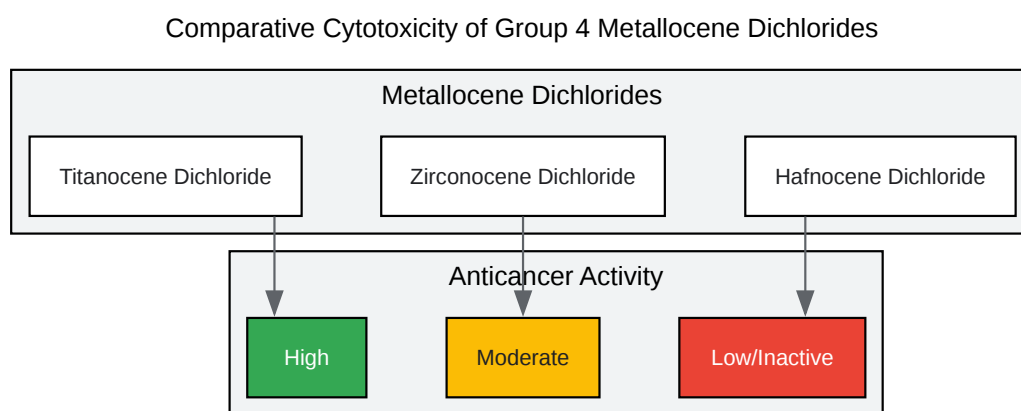 Comparative Cytotoxicity of Group 4 Metallocene Dichlorides
Metallocene Dichlorides
Titanocene Dichloride
Zirconocene Dichloride
Hafnocene Dichloride
Anticancer Activity
High
Moderate
Low/Inactive